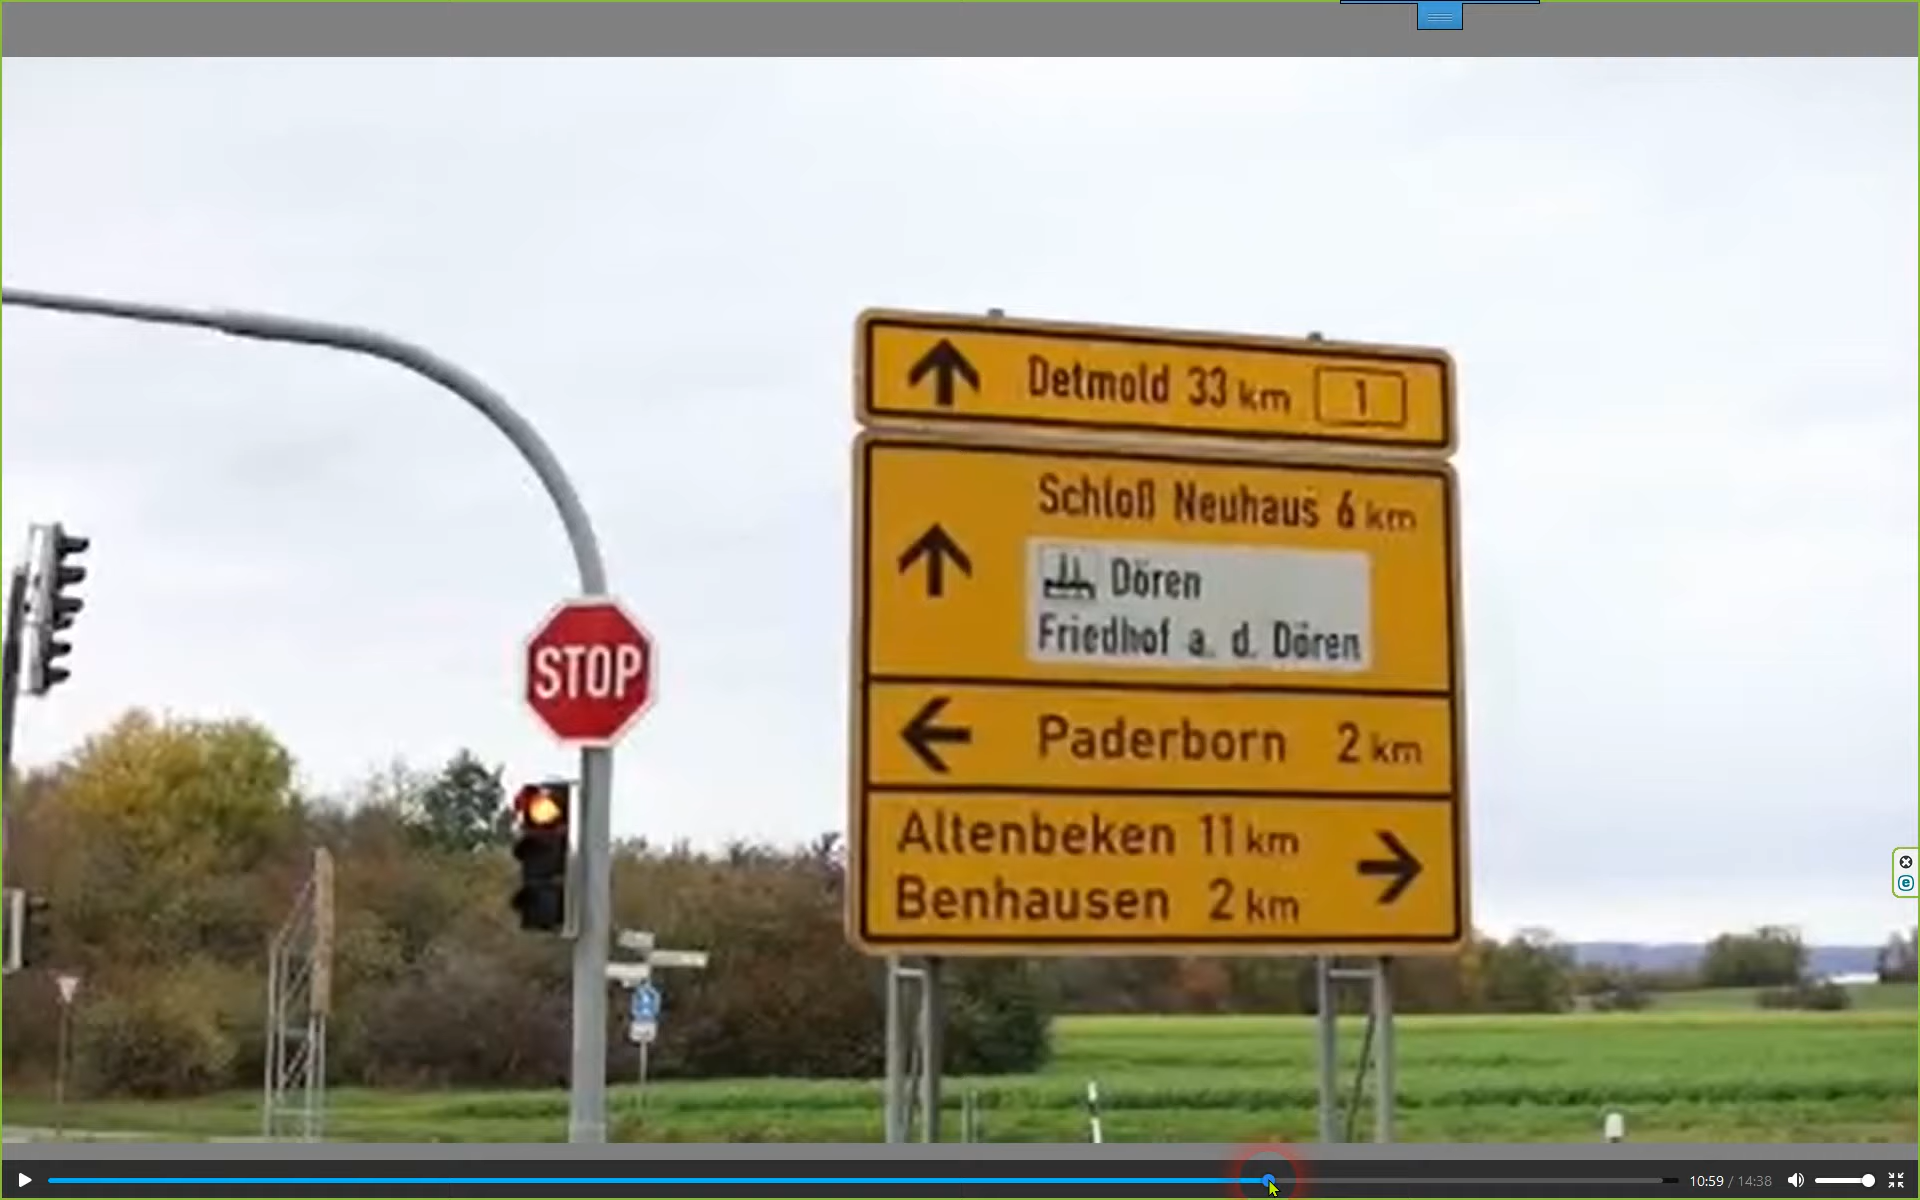 Detmold 33 km 1
Schloß Neuhaus 6 km
Dören
Friedhof a. d. Dören
STOP
Paderborn 2 km
Altenbeken 11 km
Benhausen 2 km
10:59 / 14:38